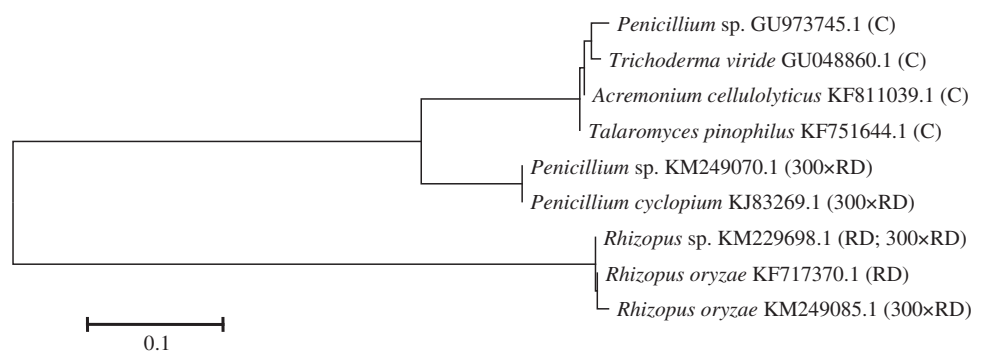 Penicillium sp. GU973745.1 (C)
Trichoderma viride GU048860.1 (C)
Acremonium cellulolyticus KF811039.1 (C)
Talaromyces pinophilus KF751644.1 (C)
Penicillium sp. KM249070.1 (300×RD)
Penicillium cyclopium KJ83269.1 (300×RD)
Rhizopus sp. KM229698.1 (RD; 300×RD)
Rhizopus oryzae KF717370.1 (RD)
Rhizopus oryzae KM249085.1 (300×RD)
0.1